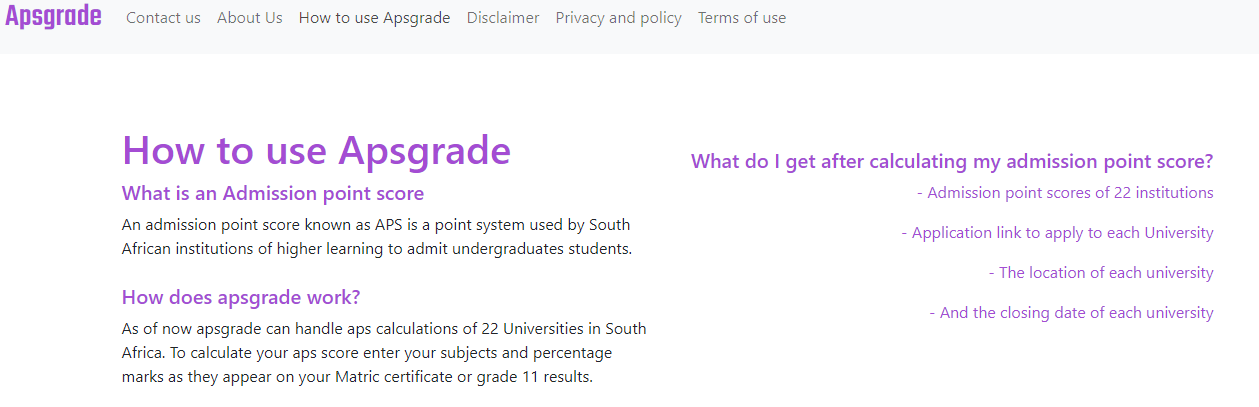 Apsgrade
Contact us
About Us
How to use Apsgrade
Disclaimer
Privacy and policy
Terms of use
How to use Apsgrade
What is an Admission point score
An admission point score known as APS is a point system used by South
African institutions of higher learning to admit undergraduates students.
How does apsgrade work?
As of now apsgrade can handle aps calculations of 22 Universities in South
Africa. To calculate your aps score enter your subjects and percentage
marks as they appear on your Matric certificate or grade 11 results.
What do I get after calculating my admission point score?
- Admission point scores of 22 institutions
- Application link to apply to each University
- The location of each university
- And the closing date of each university